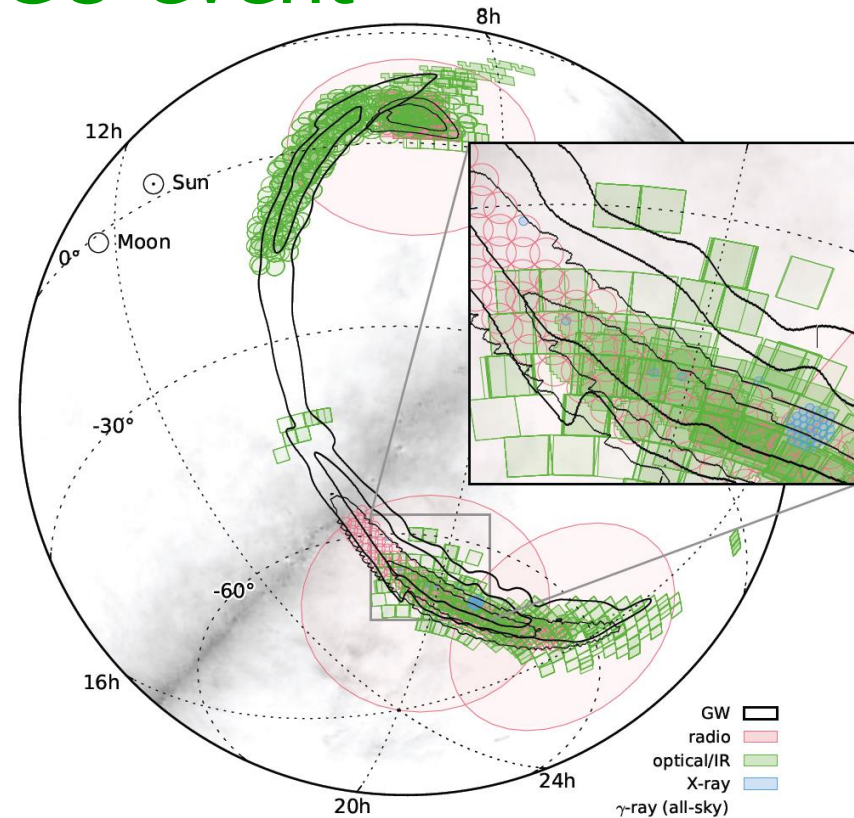 8h
12h
Sun
Moon
0°
-30°
-60°
16h
20h
24h
GW
radio
optical/IR
X-ray
γ-ray (all-sky)